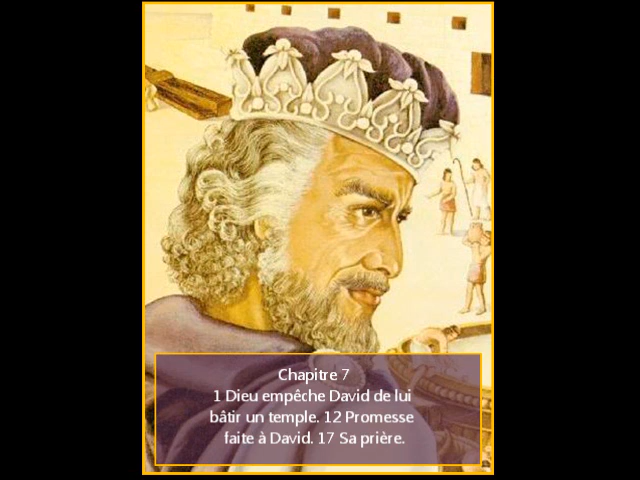 Chapitre 7
1 Dieu empêche David de lui
bâtir un temple. 12 Promesse
faite à David. 17 Sa prière.